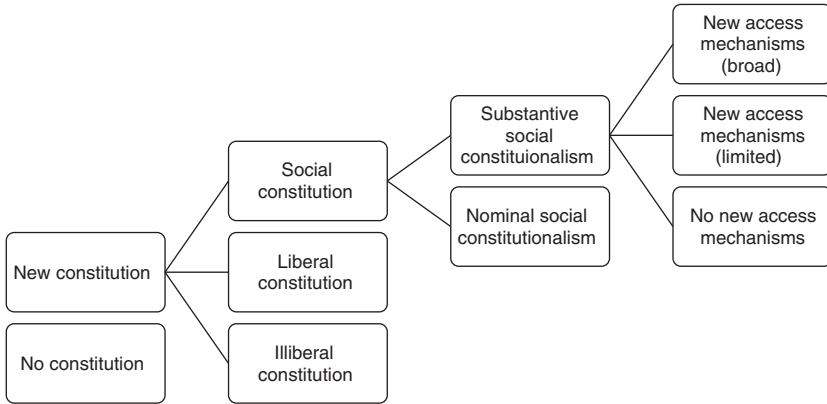 New constitution
No constitution
Social
constitution
Liberal
constitution
Illiberal
constitution
Substantive
social
constituionalism
Nominal social
constitutionalism
New access
mechanisms
(broad)
New access
mechanisms
(limited)
No new access
mechanisms